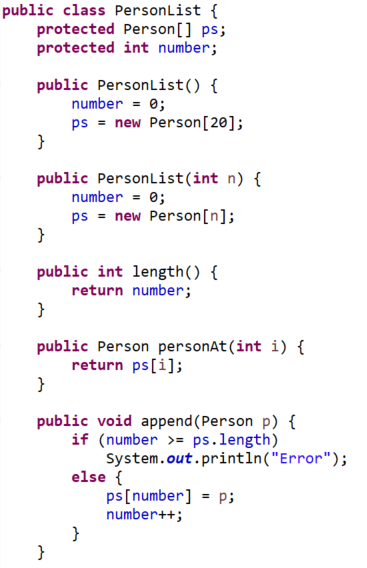 public class PersonList {
    protected Person[] ps;
    protected int number;

    public PersonList() {
        number = 0;
        ps = new Person[20];
    }

    public PersonList(int n) {
        number = 0;
        ps = new Person[n];
    }

    public int length() {
        return number;
    }

    public Person personAt(int i) {
        return ps[i];
    }

    public void append(Person p) {
        if (number >= ps.length)
            System.out.println("Error");
        else {
            ps[number] = p;
            number++;
        }
    }